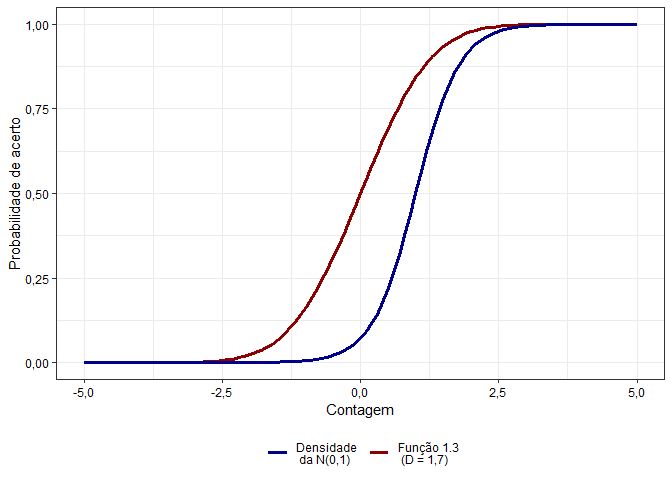 1,00
0,75
0,50
0,25
0,00
Probabilidade de acerto
-5,0
-2,5
0,0
2,5
5,0
Contagem
Densidade
da N(0,1)
Função 1.3
(D = 1,7)